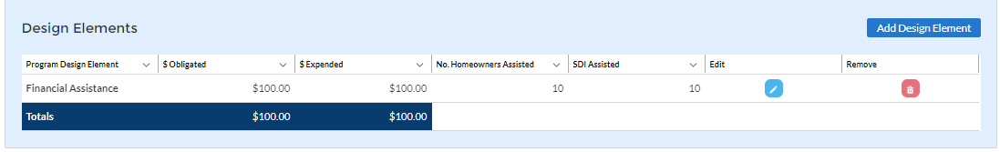 Design Elements
Add Design Element
Program Design Element $ Obligated $ Expended No. Homeowners Assisted SDI Assisted Edit Remove
Financial Assistance $100.00 $100.00 10 10
Totals $100.00 $100.00